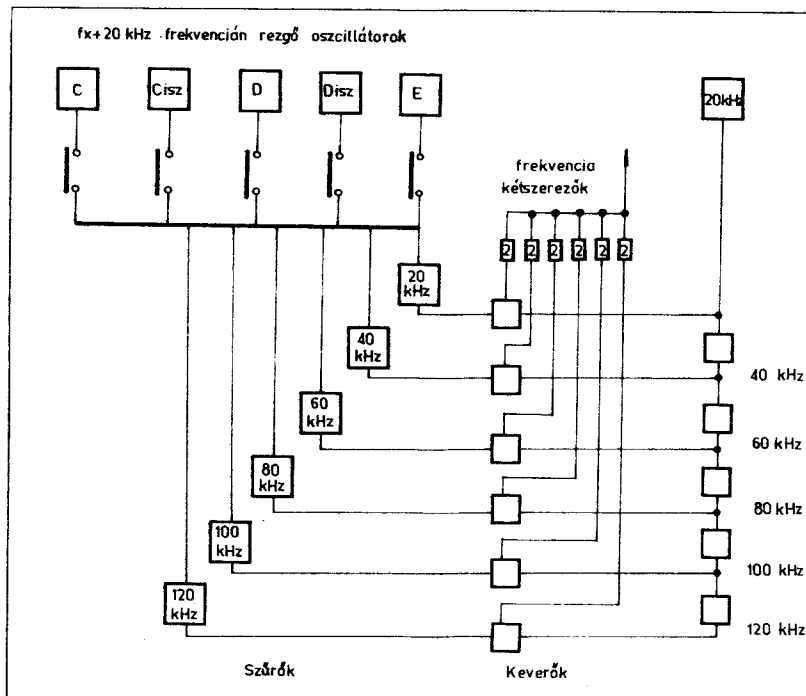 fx+20 kHz frekvencián rezgő oszcillátorok
C
Cisz
D
Disz
E
20kHz
frekvencia
kétszerezők
2
2
2
2
2
2
20
kHz
40
kHz
40 kHz
60
kHz
60 kHz
80
kHz
80 kHz
100
kHz
100 kHz
120
kHz
120 kHz
Szűrők
Keverők